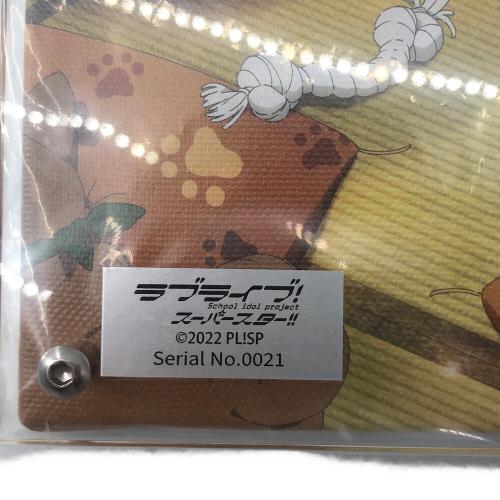 ラブライブ!
School idol project
スーパースター!!
©2022 PL!SP
Serial No.0021